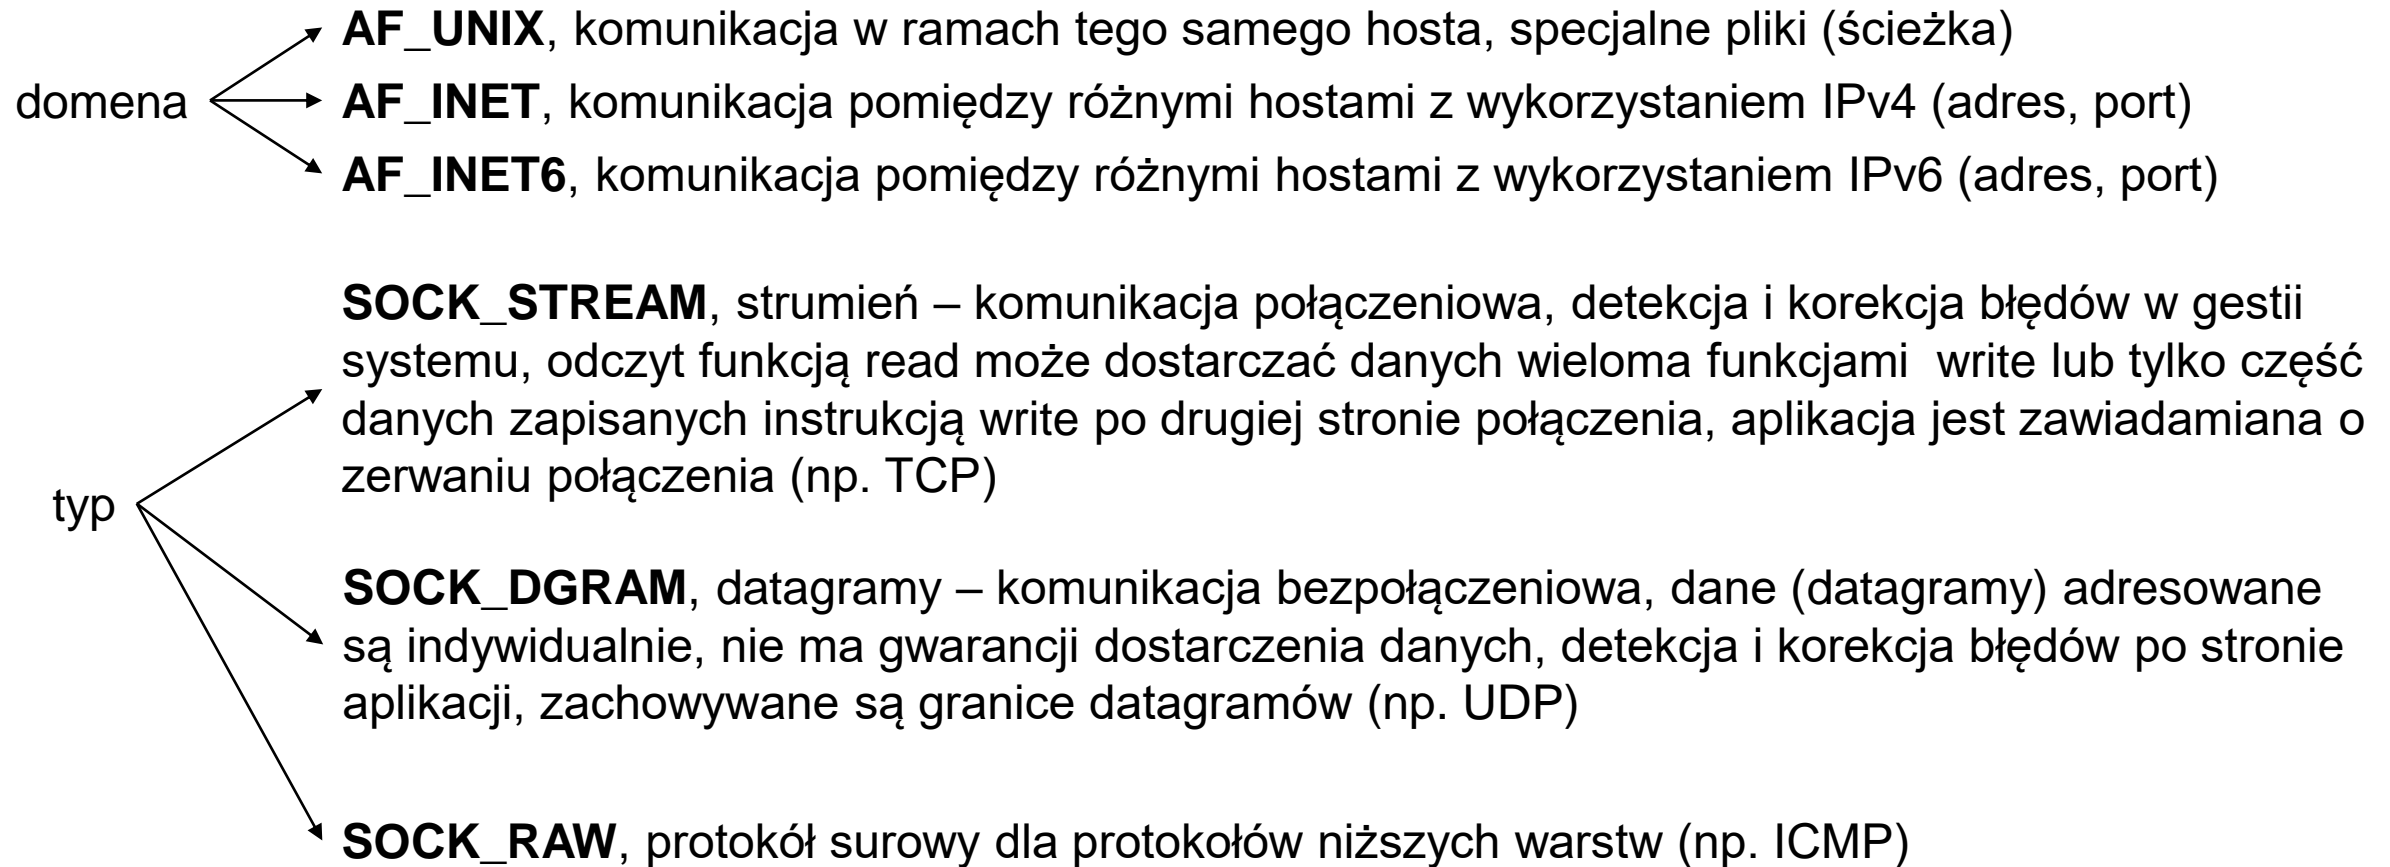 AF_UNIX, komunikacja w ramach tego samego hosta, specjalne pliki (ścieżka)
domena
AF_INET, komunikacja pomiędzy różnymi hostami z wykorzystaniem IPv4 (adres, port)
AF_INET6, komunikacja pomiędzy różnymi hostami z wykorzystaniem IPv6 (adres, port)
SOCK_STREAM, strumień – komunikacja połączeniowa, detekcja i korekcja błędów w gestii
systemu, odczyt funkcją read może dostarczać danych wieloma funkcjami  write lub tylko część
danych zapisanych instrukcją write po drugiej stronie połączenia, aplikacja jest zawiadamiana o
zerwaniu połączenia (np. TCP)
typ
SOCK_DGRAM, datagramy – komunikacja bezpołączeniowa, dane (datagramy) adresowane
są indywidualnie, nie ma gwarancji dostarczenia danych, detekcja i korekcja błędów po stronie
aplikacji, zachowywane są granice datagramów (np. UDP)
SOCK_RAW, protokół surowy dla protokołów niższych warstw (np. ICMP)